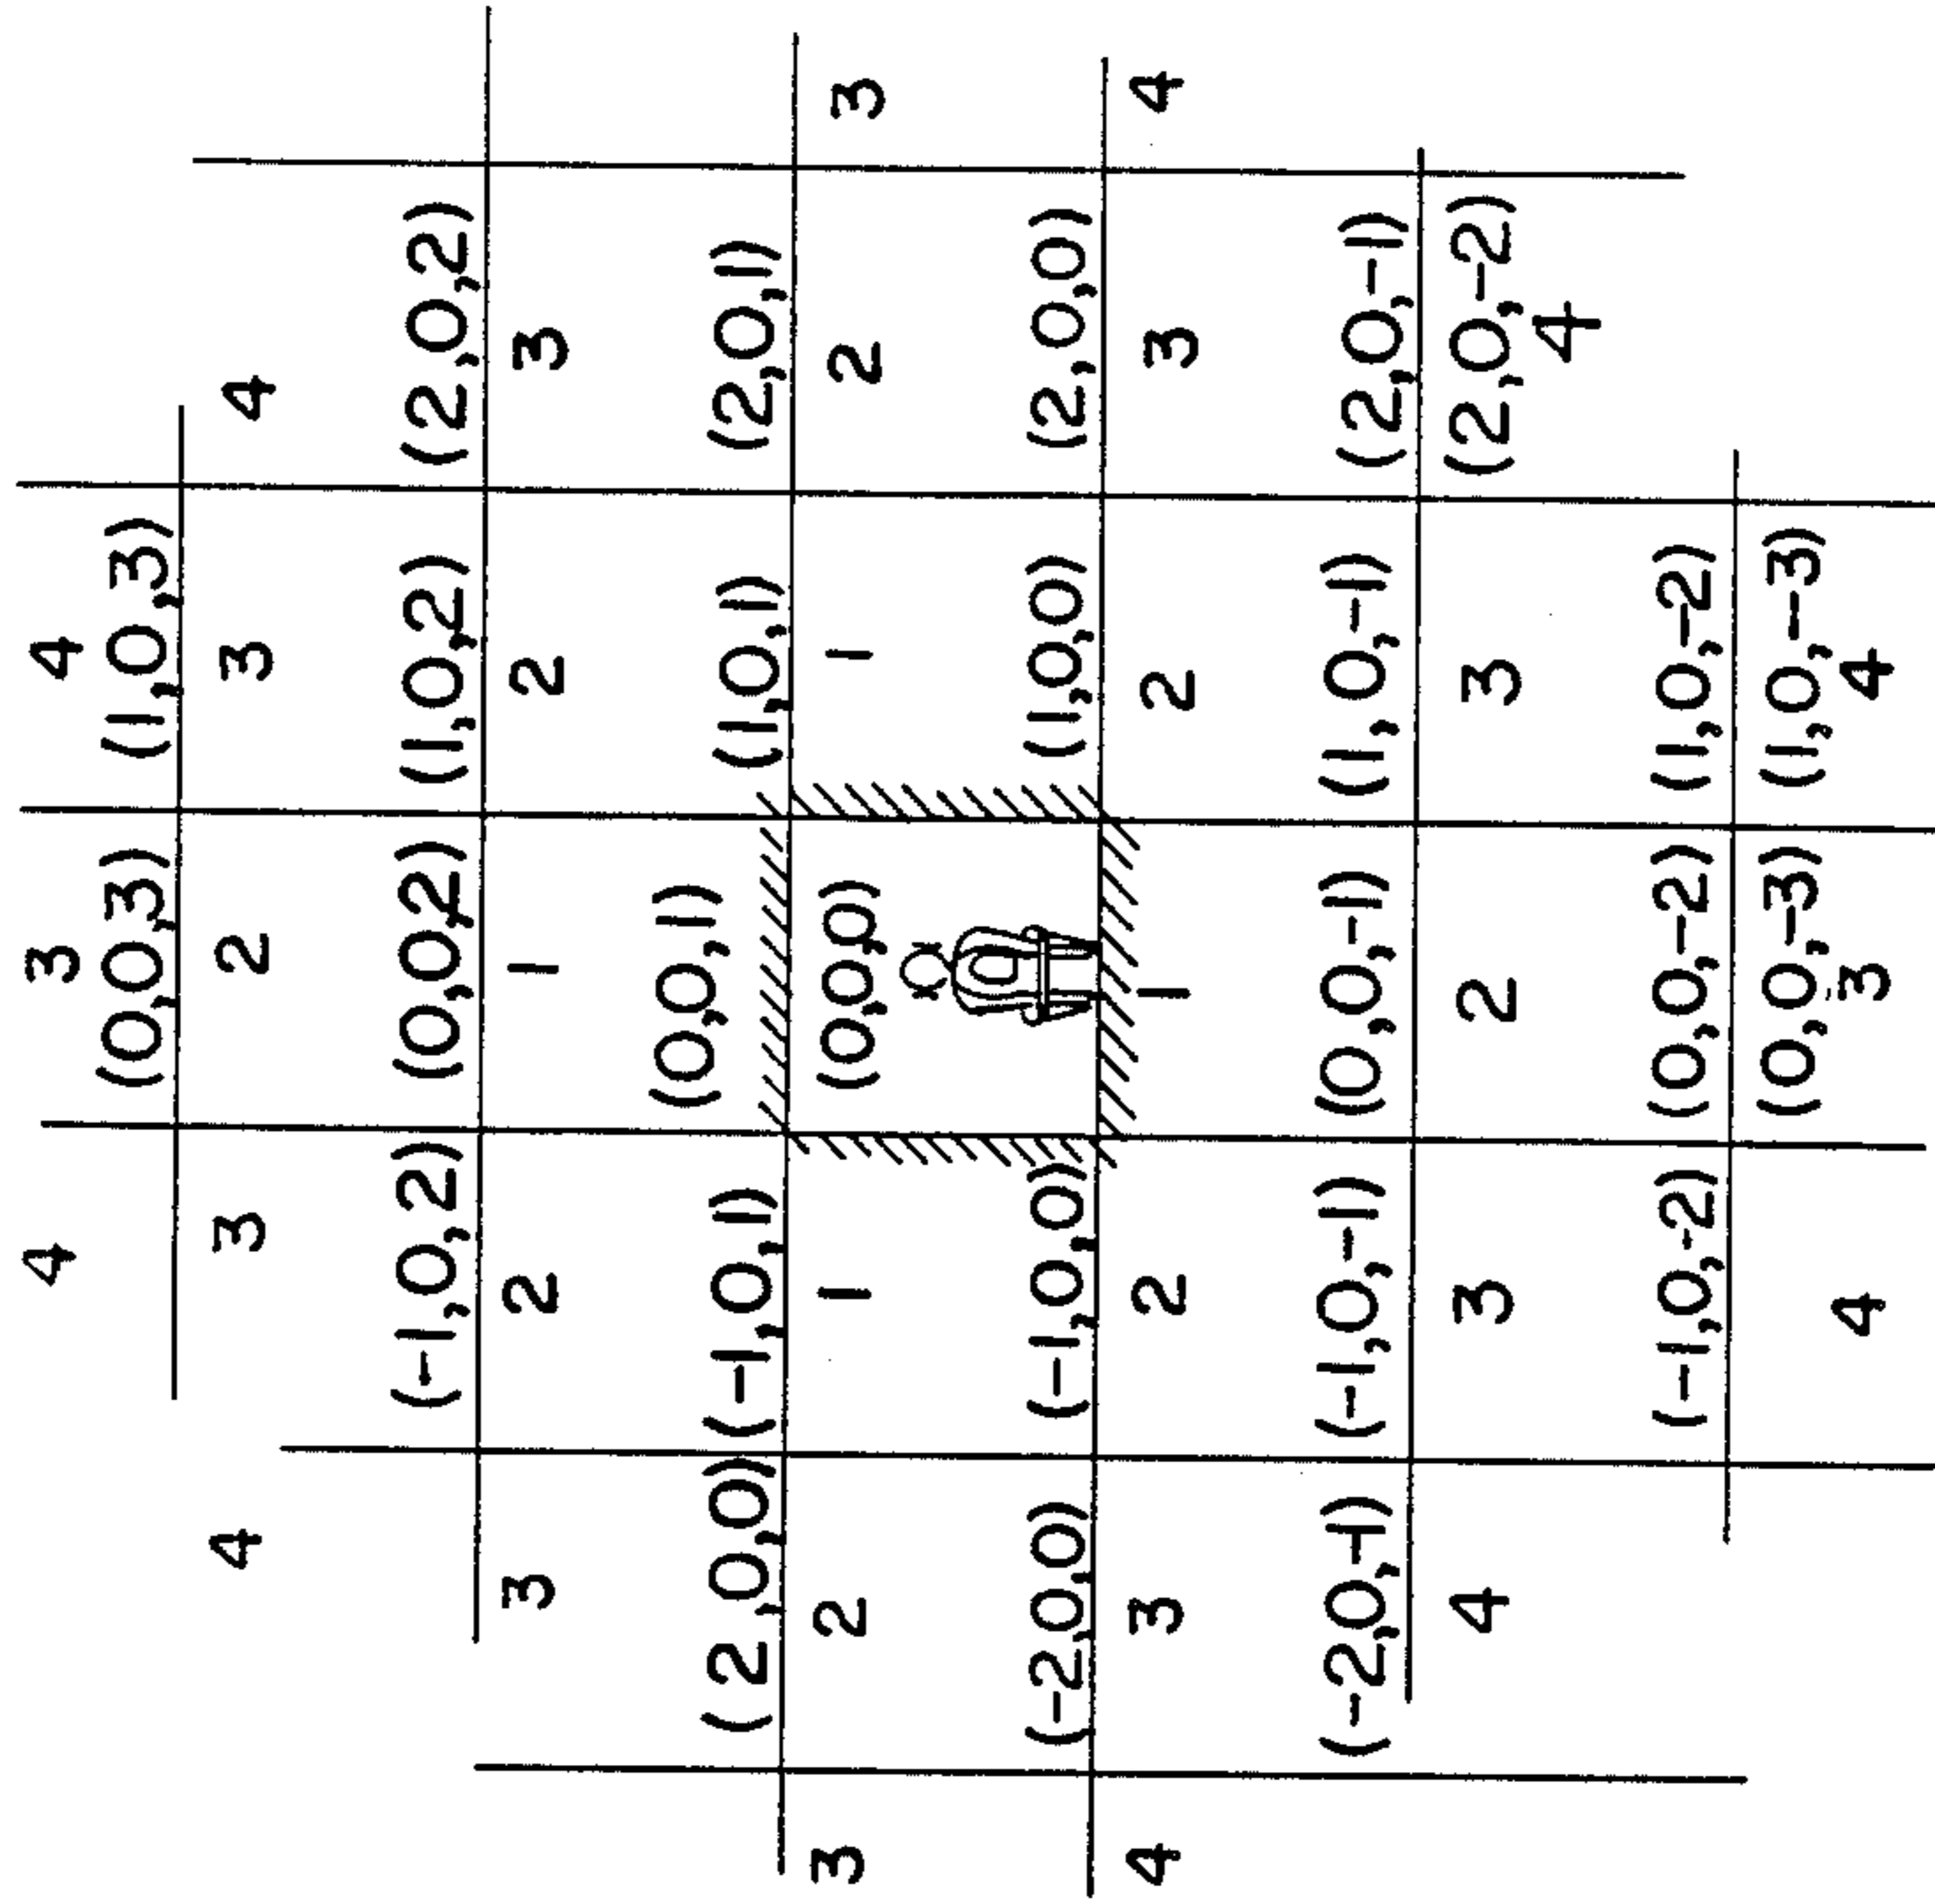 4 3 4
(0,0,3) (1,0,3)
4 3 2 3 4
(-1,0,2) (0,0,2) (1,0,2) (2,0,2)
3 2 1 2 3
(0,0,1)
( 2,0,0) (-1,0,1) (1,0,1) (2,0,1)
3 2 1 (0,0,0) 1 2 3
(-2,0,0) (-1,0,0) (1,0,0) (2,0,0)
4 3 2 1 2 3 4
(-2,0,-1) (-1,0,-1) (0,0,-1) (1,0,-1) (2,0,-1)
(2,0,-2)
4 3 2 3 4
(-1,0,-2) (0,0,-2) (1,0,-2)
(0,0,-3) (1,0,-3)
4 3 4